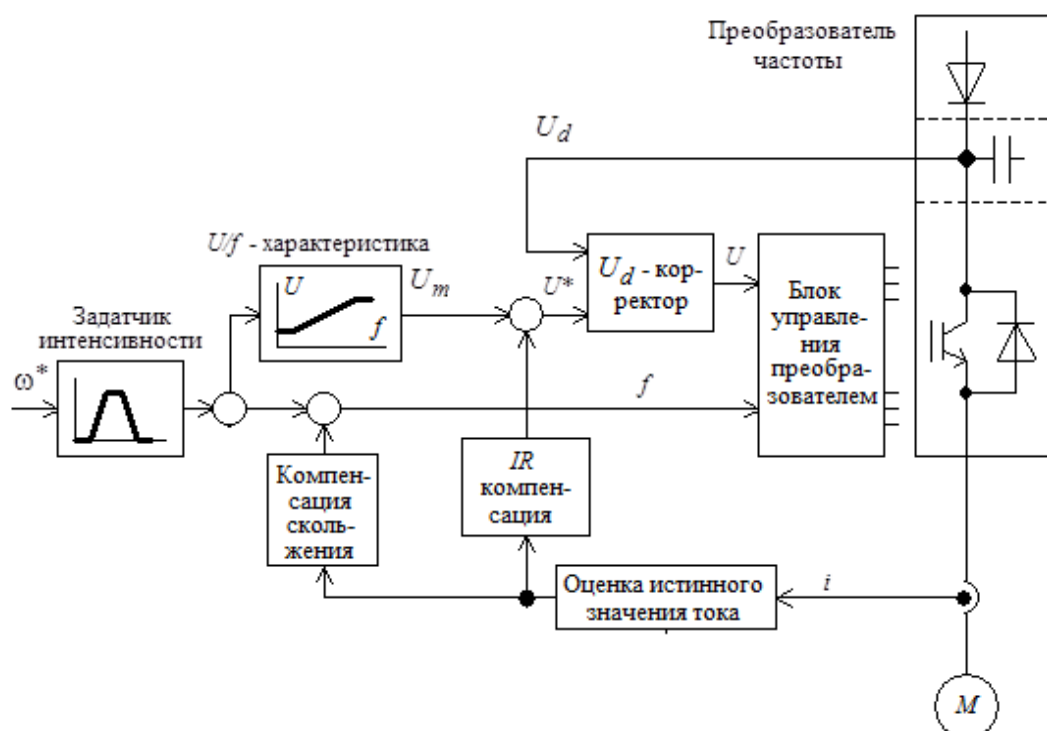 Преобразователь
частоты
U_d
U/f - характеристика
U
f
U_m
U*
U_d - кор-
ректор
U
Блок
управле-
ния
преобра-
зователем
Задатчик
интенсивности
ω*
f
Компен-
сация
сколь-
жения
IR
компен-
сация
Оценка истинного
значения тока
i
M